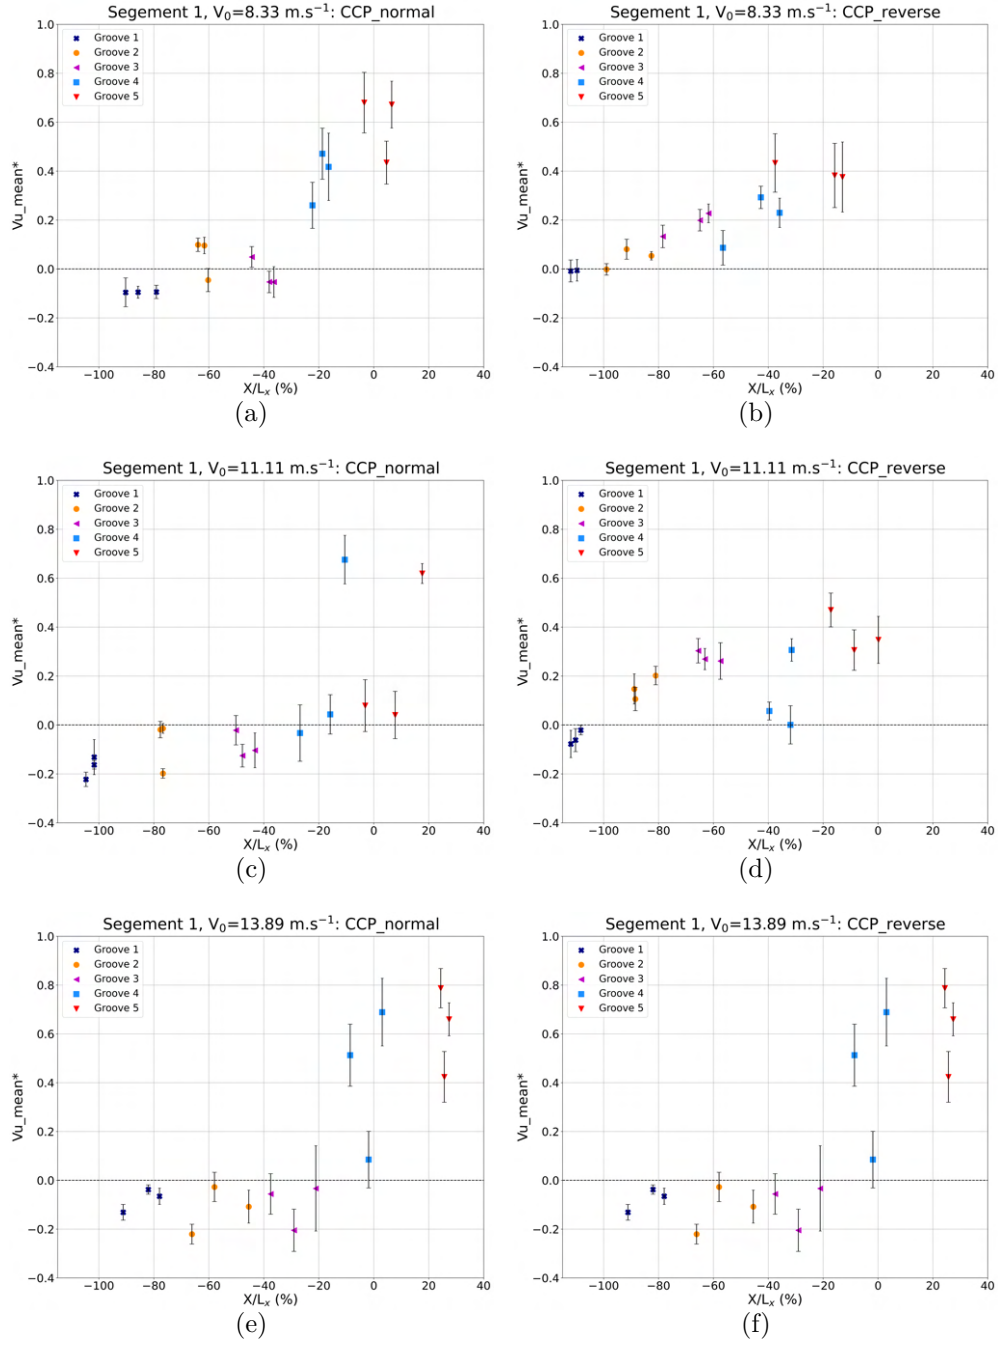 Segement 1, V₀=8.33 m.s⁻¹: CCP_normal
Vu_mean*
1.0
0.8
0.6
0.4
0.2
0.0
−0.2
−0.4
Groove 1
Groove 2
Groove 3
Groove 4
Groove 5
−100 −80 −60 −40 −20 0 20 40
X/Lₓ (%)
(a)
Segement 1, V₀=8.33 m.s⁻¹: CCP_reverse
Vu_mean*
1.0
0.8
0.6
0.4
0.2
0.0
−0.2
−0.4
Groove 1
Groove 2
Groove 3
Groove 4
Groove 5
−100 −80 −60 −40 −20 0 20 40
X/Lₓ (%)
(b)
Segement 1, V₀=11.11 m.s⁻¹: CCP_normal
Vu_mean*
1.0
0.8
0.6
0.4
0.2
0.0
−0.2
−0.4
Groove 1
Groove 2
Groove 3
Groove 4
Groove 5
−100 −80 −60 −40 −20 0 20 40
X/Lₓ (%)
(c)
Segement 1, V₀=11.11 m.s⁻¹: CCP_reverse
Vu_mean*
1.0
0.8
0.6
0.4
0.2
0.0
−0.2
−0.4
Groove 1
Groove 2
Groove 3
Groove 4
Groove 5
−100 −80 −60 −40 −20 0 20 40
X/Lₓ (%)
(d)
Segement 1, V₀=13.89 m.s⁻¹: CCP_normal
Vu_mean*
1.0
0.8
0.6
0.4
0.2
0.0
−0.2
−0.4
Groove 1
Groove 2
Groove 3
Groove 4
Groove 5
−100 −80 −60 −40 −20 0 20 40
X/Lₓ (%)
(e)
Segement 1, V₀=13.89 m.s⁻¹: CCP_reverse
Vu_mean*
1.0
0.8
0.6
0.4
0.2
0.0
−0.2
−0.4
Groove 1
Groove 2
Groove 3
Groove 4
Groove 5
−100 −80 −60 −40 −20 0 20 40
X/Lₓ (%)
(f)